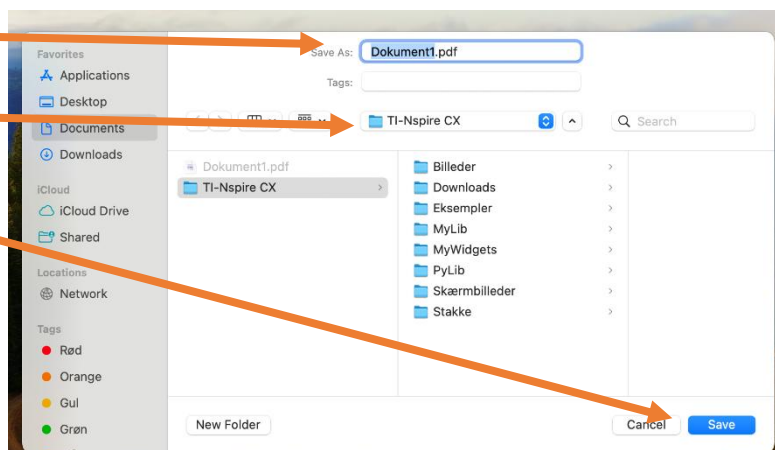 Favorites
Applications
Desktop
Documents
Downloads
iCloud
iCloud Drive
Shared
Locations
Network
Tags
Rød
Orange
Gul
Grøn
Save As: Dokument1.pdf
Tags:
TI-Nspire CX
Search
Dokument1.pdf
TI-Nspire CX
Billeder
Downloads
Eksempler
MyLib
MyWidgets
PyLib
Skærmbilleder
Stakke
New Folder
Cancel
Save